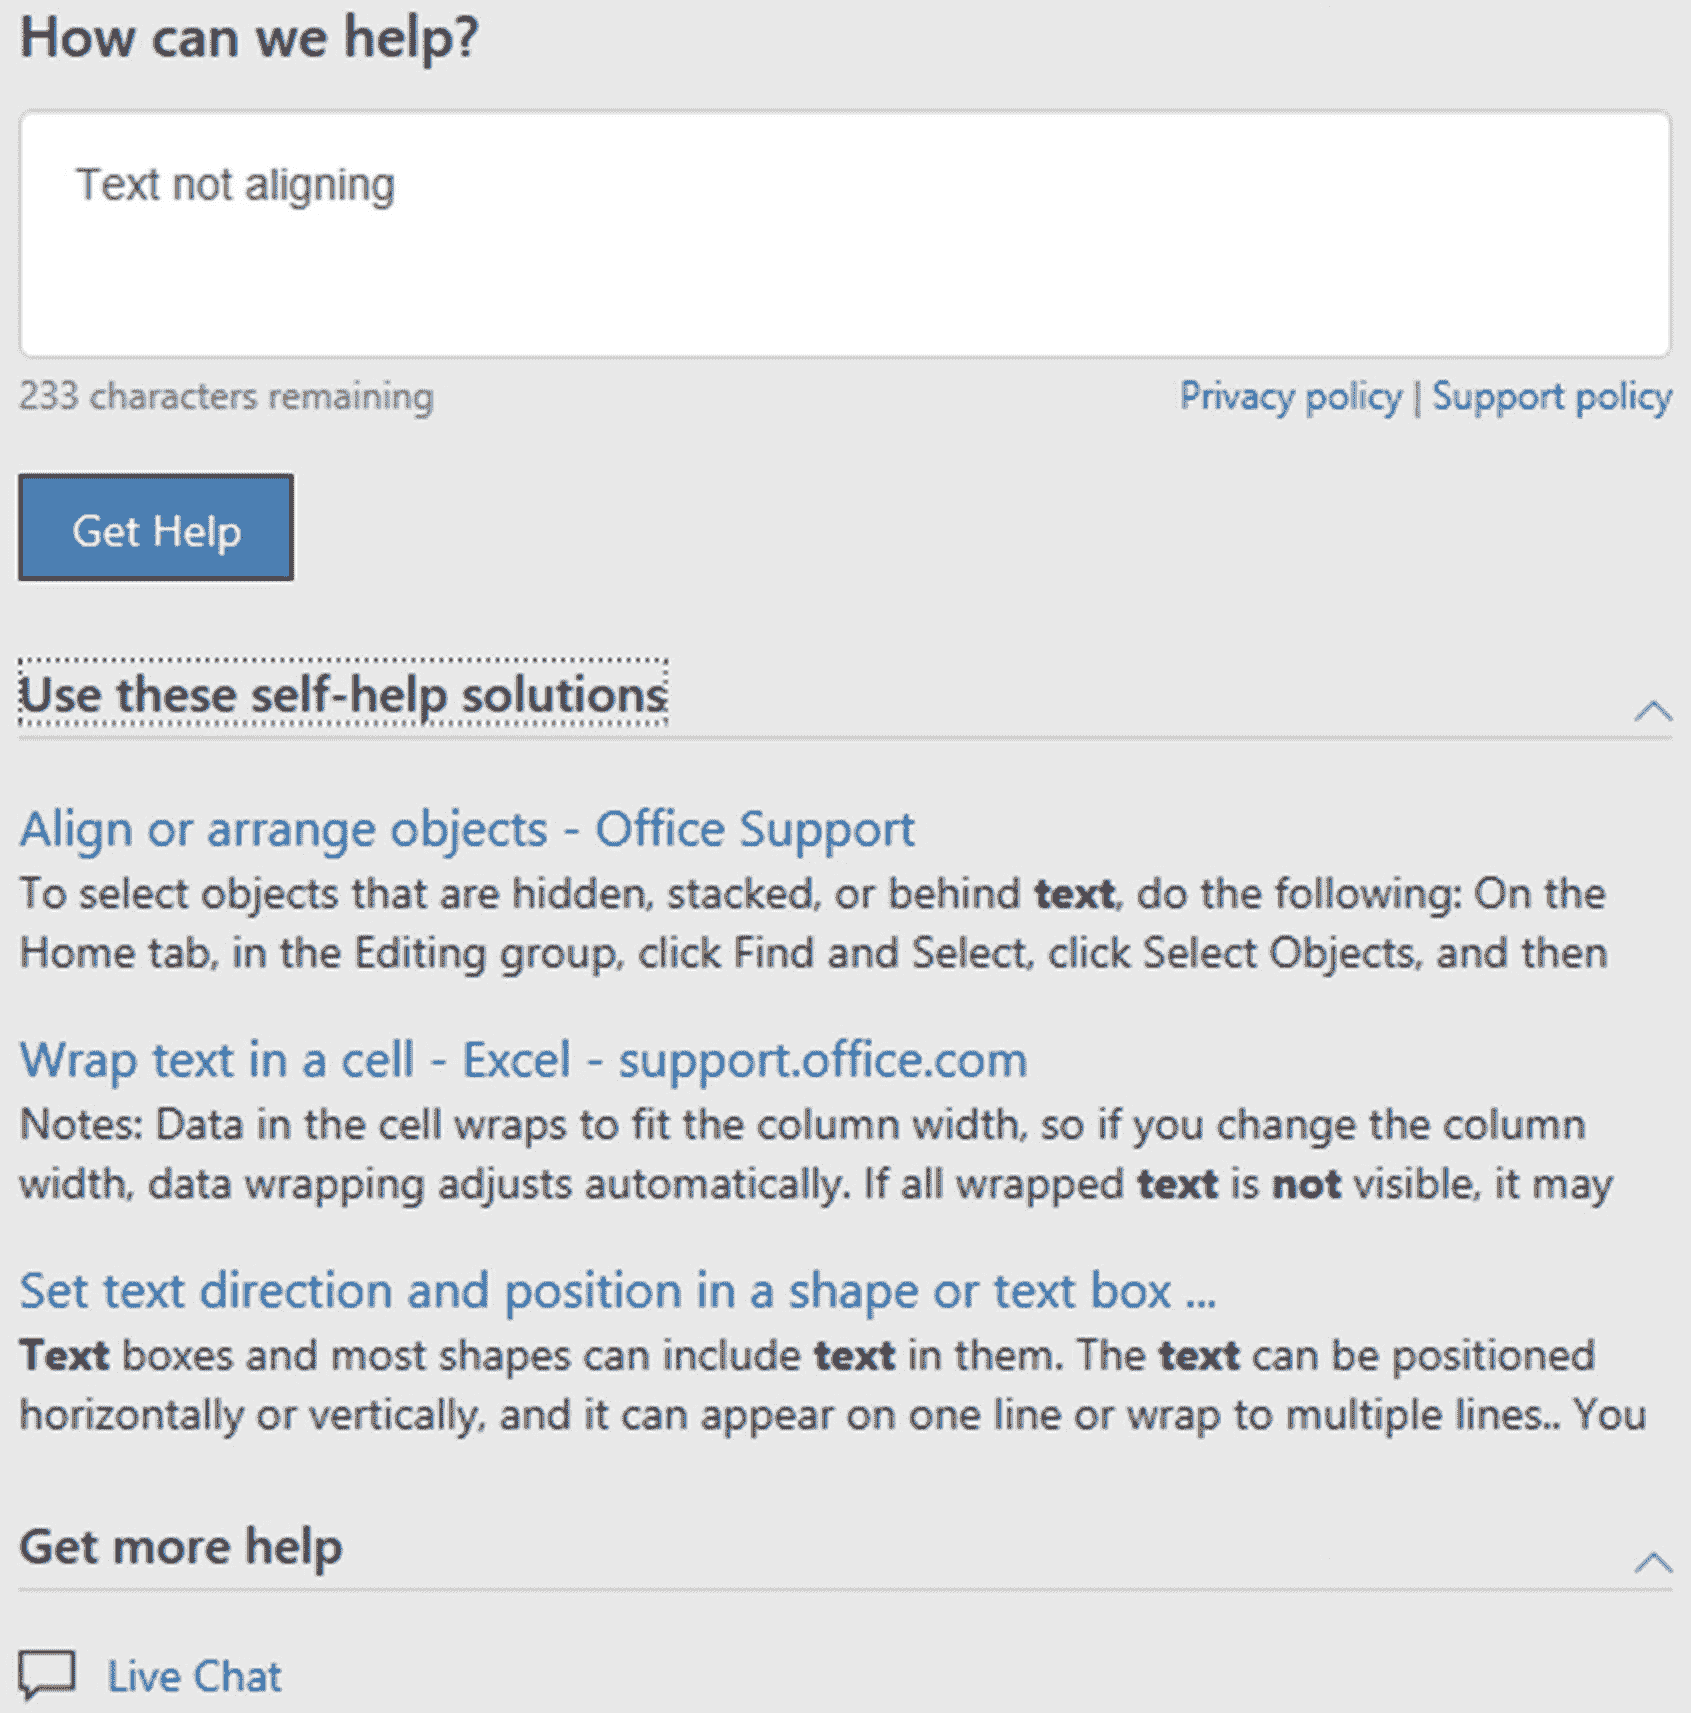 How can we help?
Text not aligning
233 characters remaining
Privacy policy | Support policy
Get Help
Use these self-help solutions
Align or arrange objects - Office Support
To select objects that are hidden, stacked, or behind text, do the following: On the
Home tab, in the Editing group, click Find and Select, click Select Objects, and then
Wrap text in a cell - Excel - support.office.com
Notes: Data in the cell wraps to fit the column width, so if you change the column
width, data wrapping adjusts automatically. If all wrapped text is not visible, it may
Set text direction and position in a shape or text box ...
Text boxes and most shapes can include text in them. The text can be positioned
horizontally or vertically, and it can appear on one line or wrap to multiple lines.. You
Get more help
Live Chat